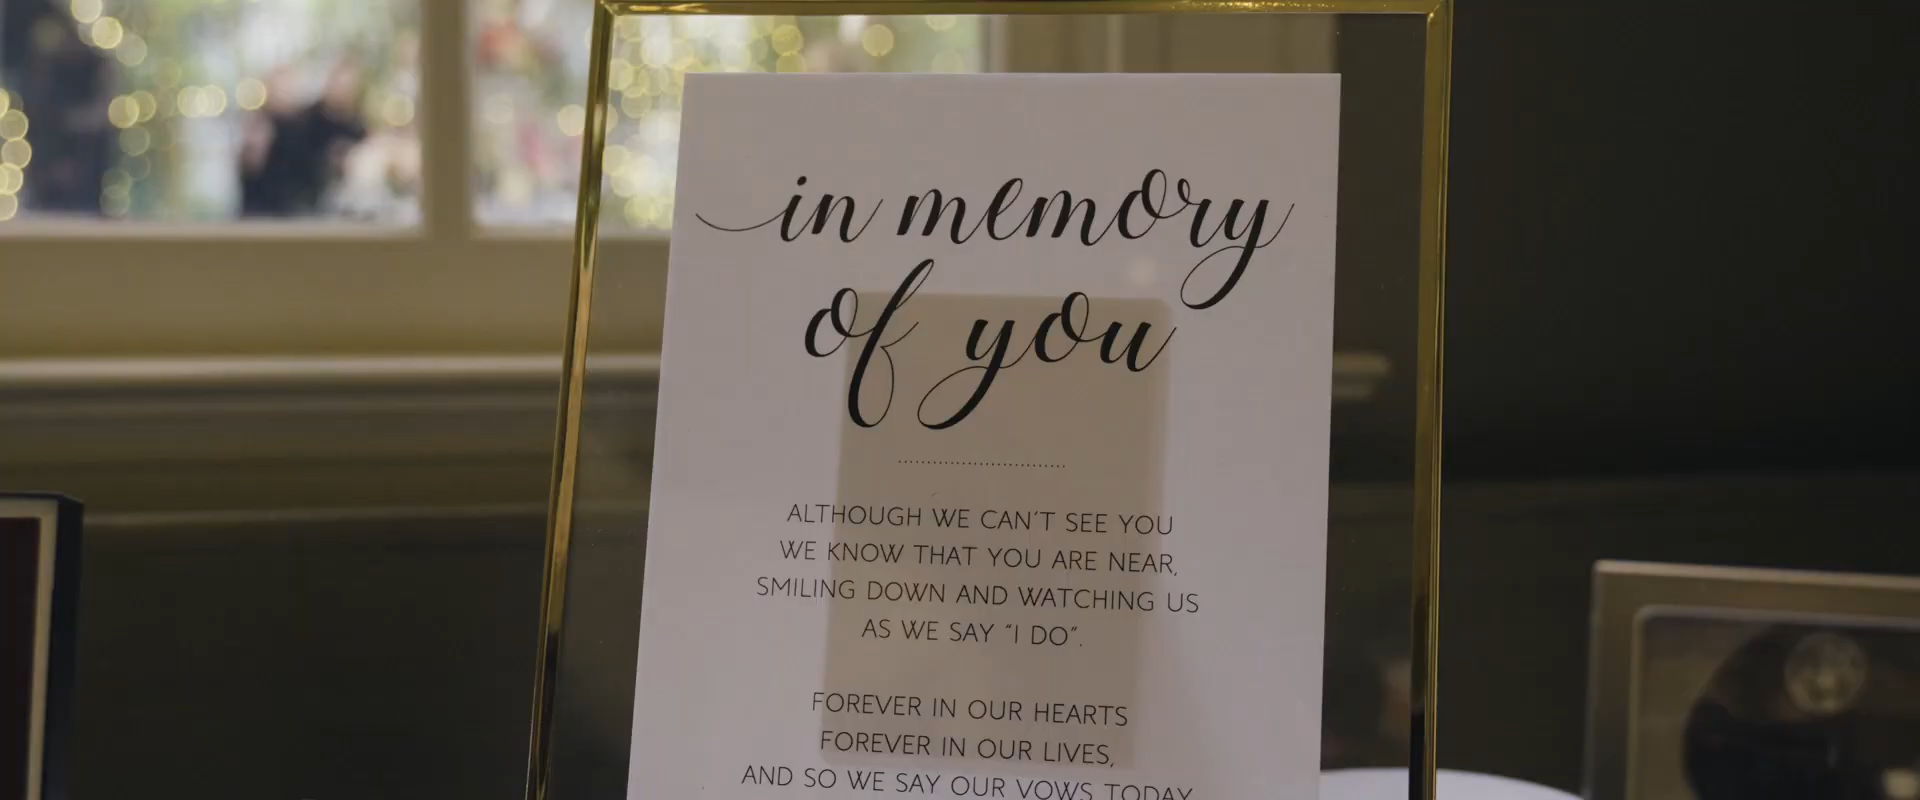 in memory
of you
ALTHOUGH WE CAN'T SEE YOU
WE KNOW THAT YOU ARE NEAR,
SMILING DOWN AND WATCHING US
AS WE SAY "I DO".
FOREVER IN OUR HEARTS
FOREVER IN OUR LIVES,
AND SO WE SAY OUR VOWS TODAY